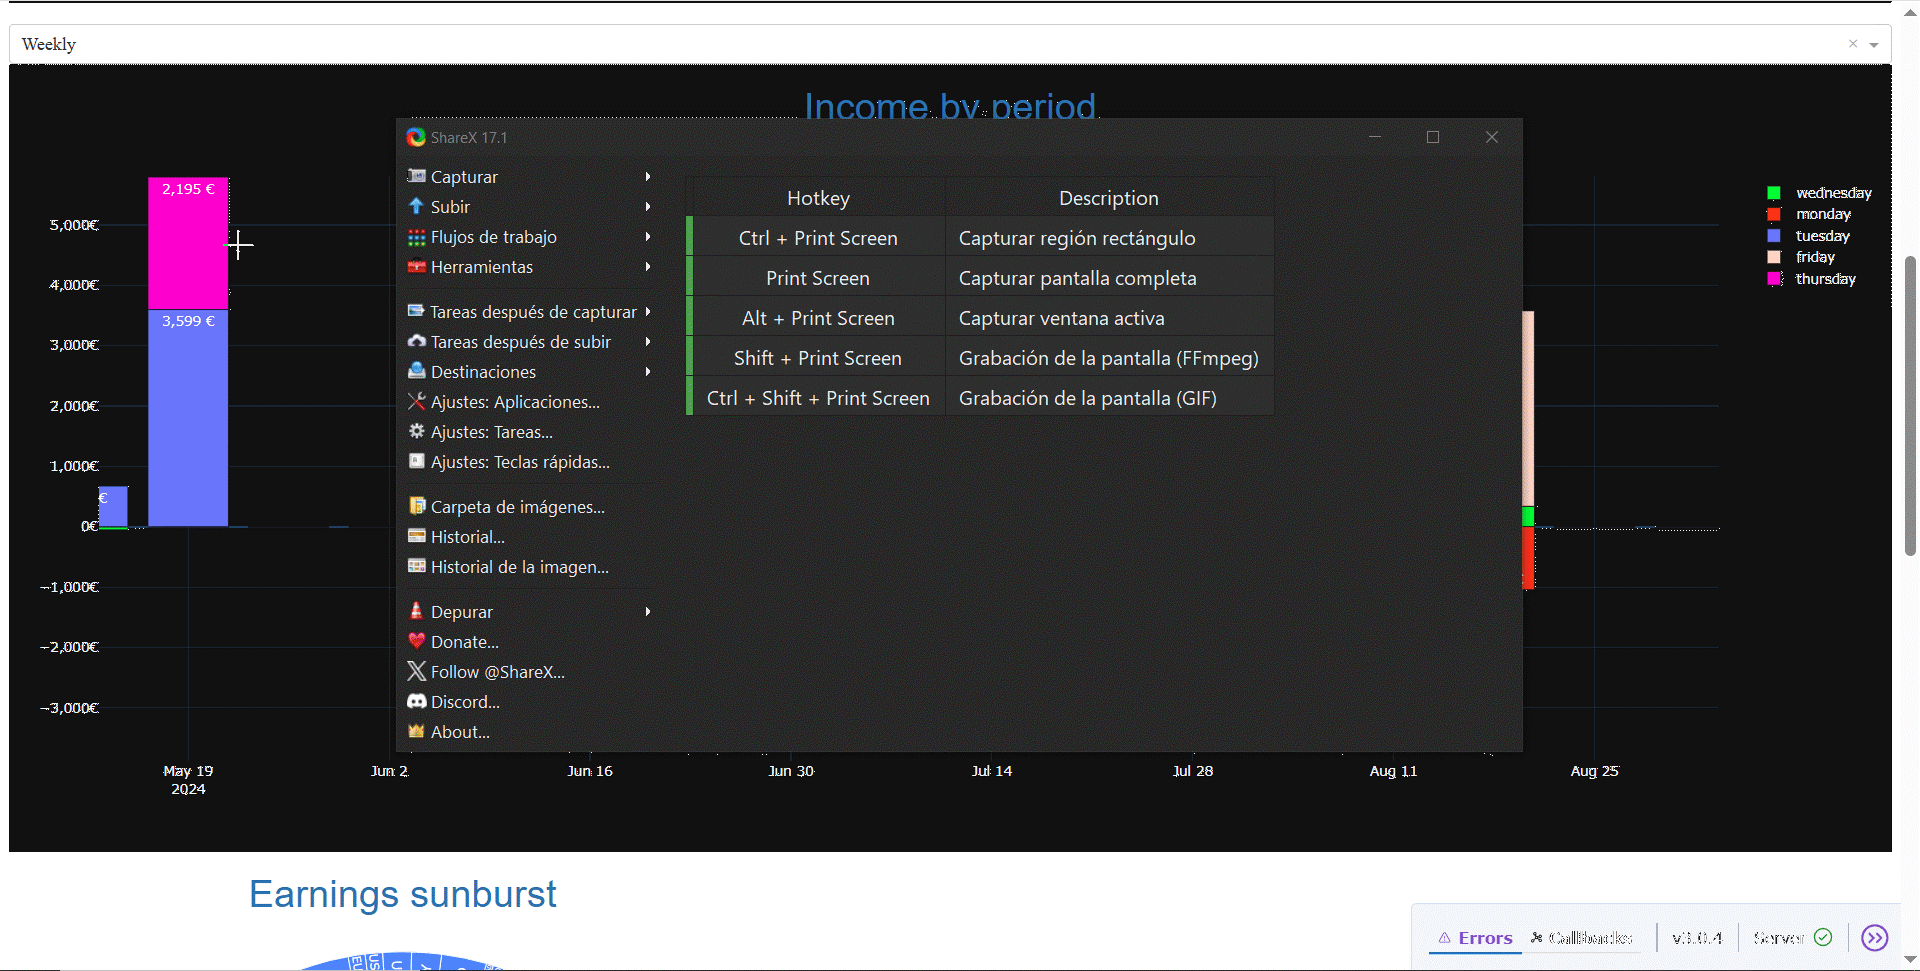 Weekly
Income by period
ShareX 17.1
Capturar
Subir
Flujos de trabajo
Herramientas
Tareas después de capturar
Tareas después de subir
Destinaciones
Ajustes: Aplicaciones...
Ajustes: Tareas...
Ajustes: Teclas rápidas...
Carpeta de imágenes...
Historial...
Historial de la imagen...
Depurar
Donate...
Follow @ShareX...
Discord...
About...
Hotkey Description
Ctrl + Print Screen Capturar región rectángulo
Print Screen Capturar pantalla completa
Alt + Print Screen Capturar ventana activa
Shift + Print Screen Grabación de la pantalla (FFmpeg)
Ctrl + Shift + Print Screen Grabación de la pantalla (GIF)
2,195 €
3,599 €
€
5,000€
4,000€
3,000€
2,000€
1,000€
0€
−1,000€
−2,000€
−3,000€
wednesday
monday
tuesday
friday
thursday
May 19 Jun 2 Jun 16 Jun 30 Jul 14 Jul 28 Aug 11 Aug 25
2024
Earnings sunburst
Errors Callbacks v3.0.4 Server